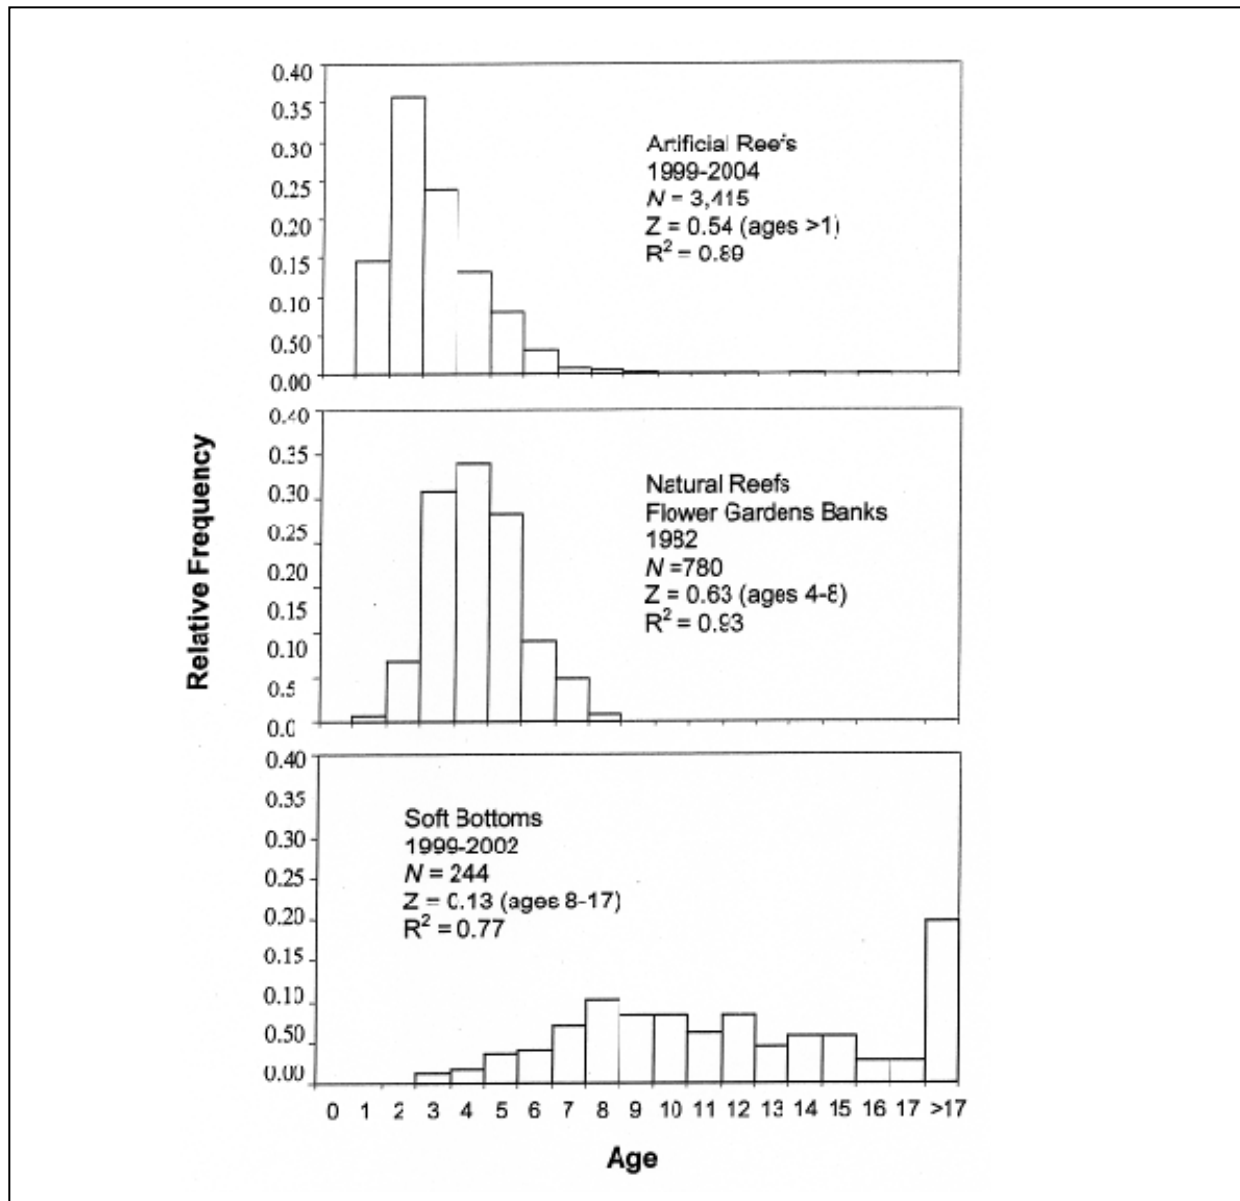 0.40
0.35
0.30
0.25
0.20
0.15
0.10
0.50
0.00
Artificial Reefs
1999-2004
N = 3,415
Z = 0.54 (ages >1)
R² = 0.89
0.40
0.35
0.30
0.25
0.20
0.15
0.10
0.5
0.0
Natural Reefs
Flower Gardens Banks
1982
N =780
Z = 0.63 (ages 4-8)
R² = 0.93
Relative Frequency
0.40
0.35
0.30
0.25
0.20
0.15
0.10
0.50
0.00
Soft Bottoms
1999-2002
N = 244
Z = 0.13 (ages 8-17)
R² = 0.77
0 1 2 3 4 5 6 7 8 9 10 11 12 13 14 15 16 17 >17
Age